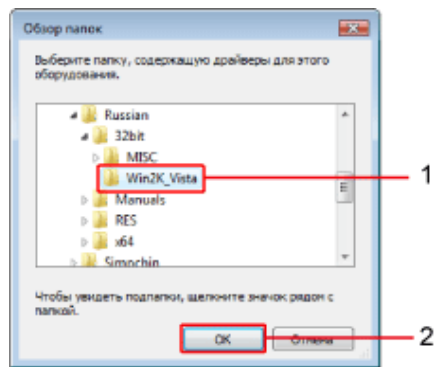 Обзор папок
Выберите папку, содержащую драйверы для этого
оборудования.
Russian
32bit
MISC
Win2K_Vista
1
Manuals
RES
x64
Simpchin
Чтобы увидеть подпапки, щелкните значок рядом с
папкой.
OK
Отмена
2